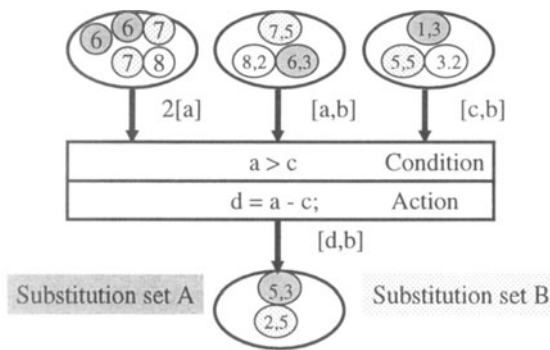 6 6 7 7,5 1,3
7 8 8,2 6,3 5,5 3.2
2[a] [a,b] [c,b]
a > c Condition
d = a - c; Action
[d,b]
Substitution set A 5,3 Substitution set B
2,5